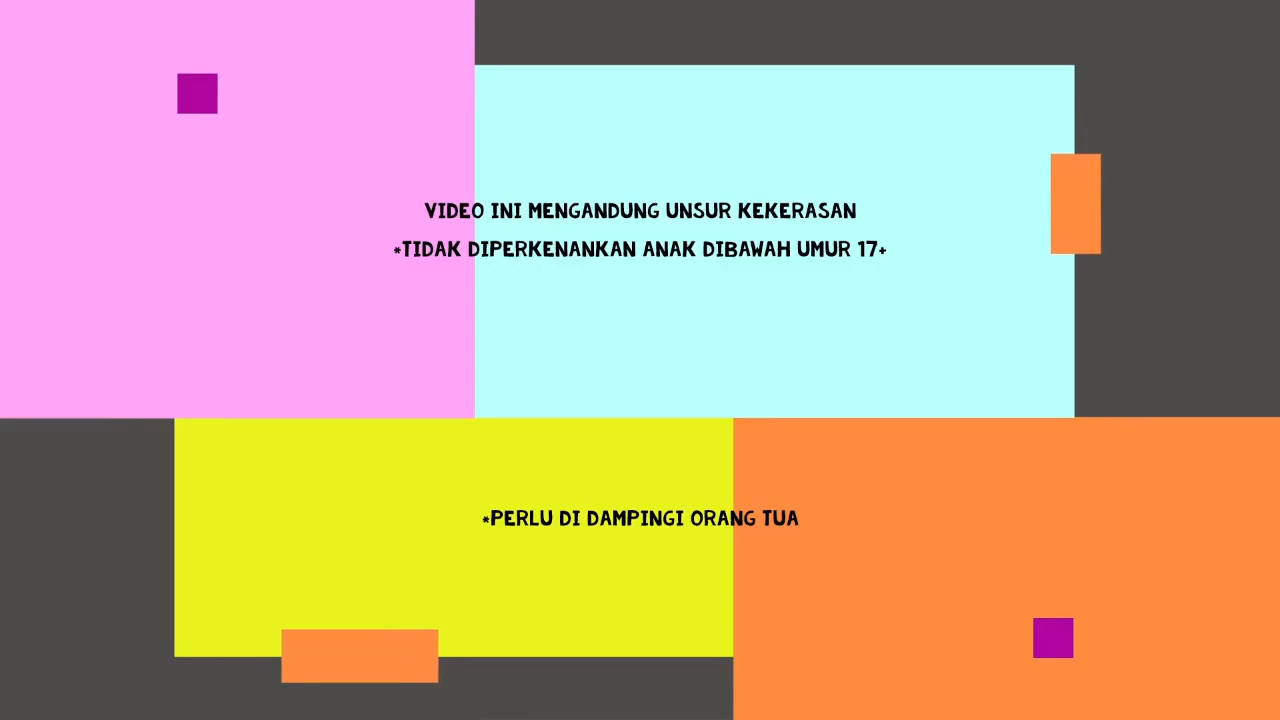 VIDEO INI MENGANDUNG UNSUR KEKERASAN
*TIDAK DIPERKENANKAN ANAK DIBAWAH UMUR 17+
*PERLU DI DAMPINGI ORANG TUA